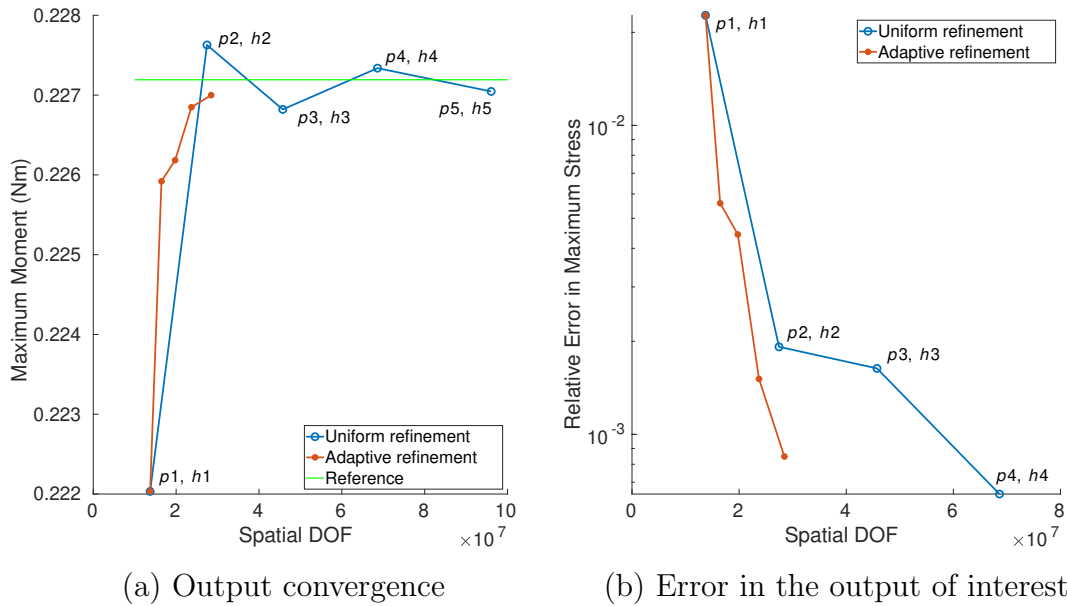 0.228
0.227
0.226
0.225
0.224
0.223
0.222
Maximum Moment (Nm)
p2, h2
p4, h4
p3, h3
p5, h5
p1, h1
Uniform refinement
Adaptive refinement
Reference
0 2 4 6 8 10
Spatial DOF
×10^7
(a) Output convergence
10^-2
10^-3
Relative Error in Maximum Stress
p1, h1
Uniform refinement
Adaptive refinement
p2, h2
p3, h3
p4, h4
0 2 4 6 8
Spatial DOF
×10^7
(b) Error in the output of interest